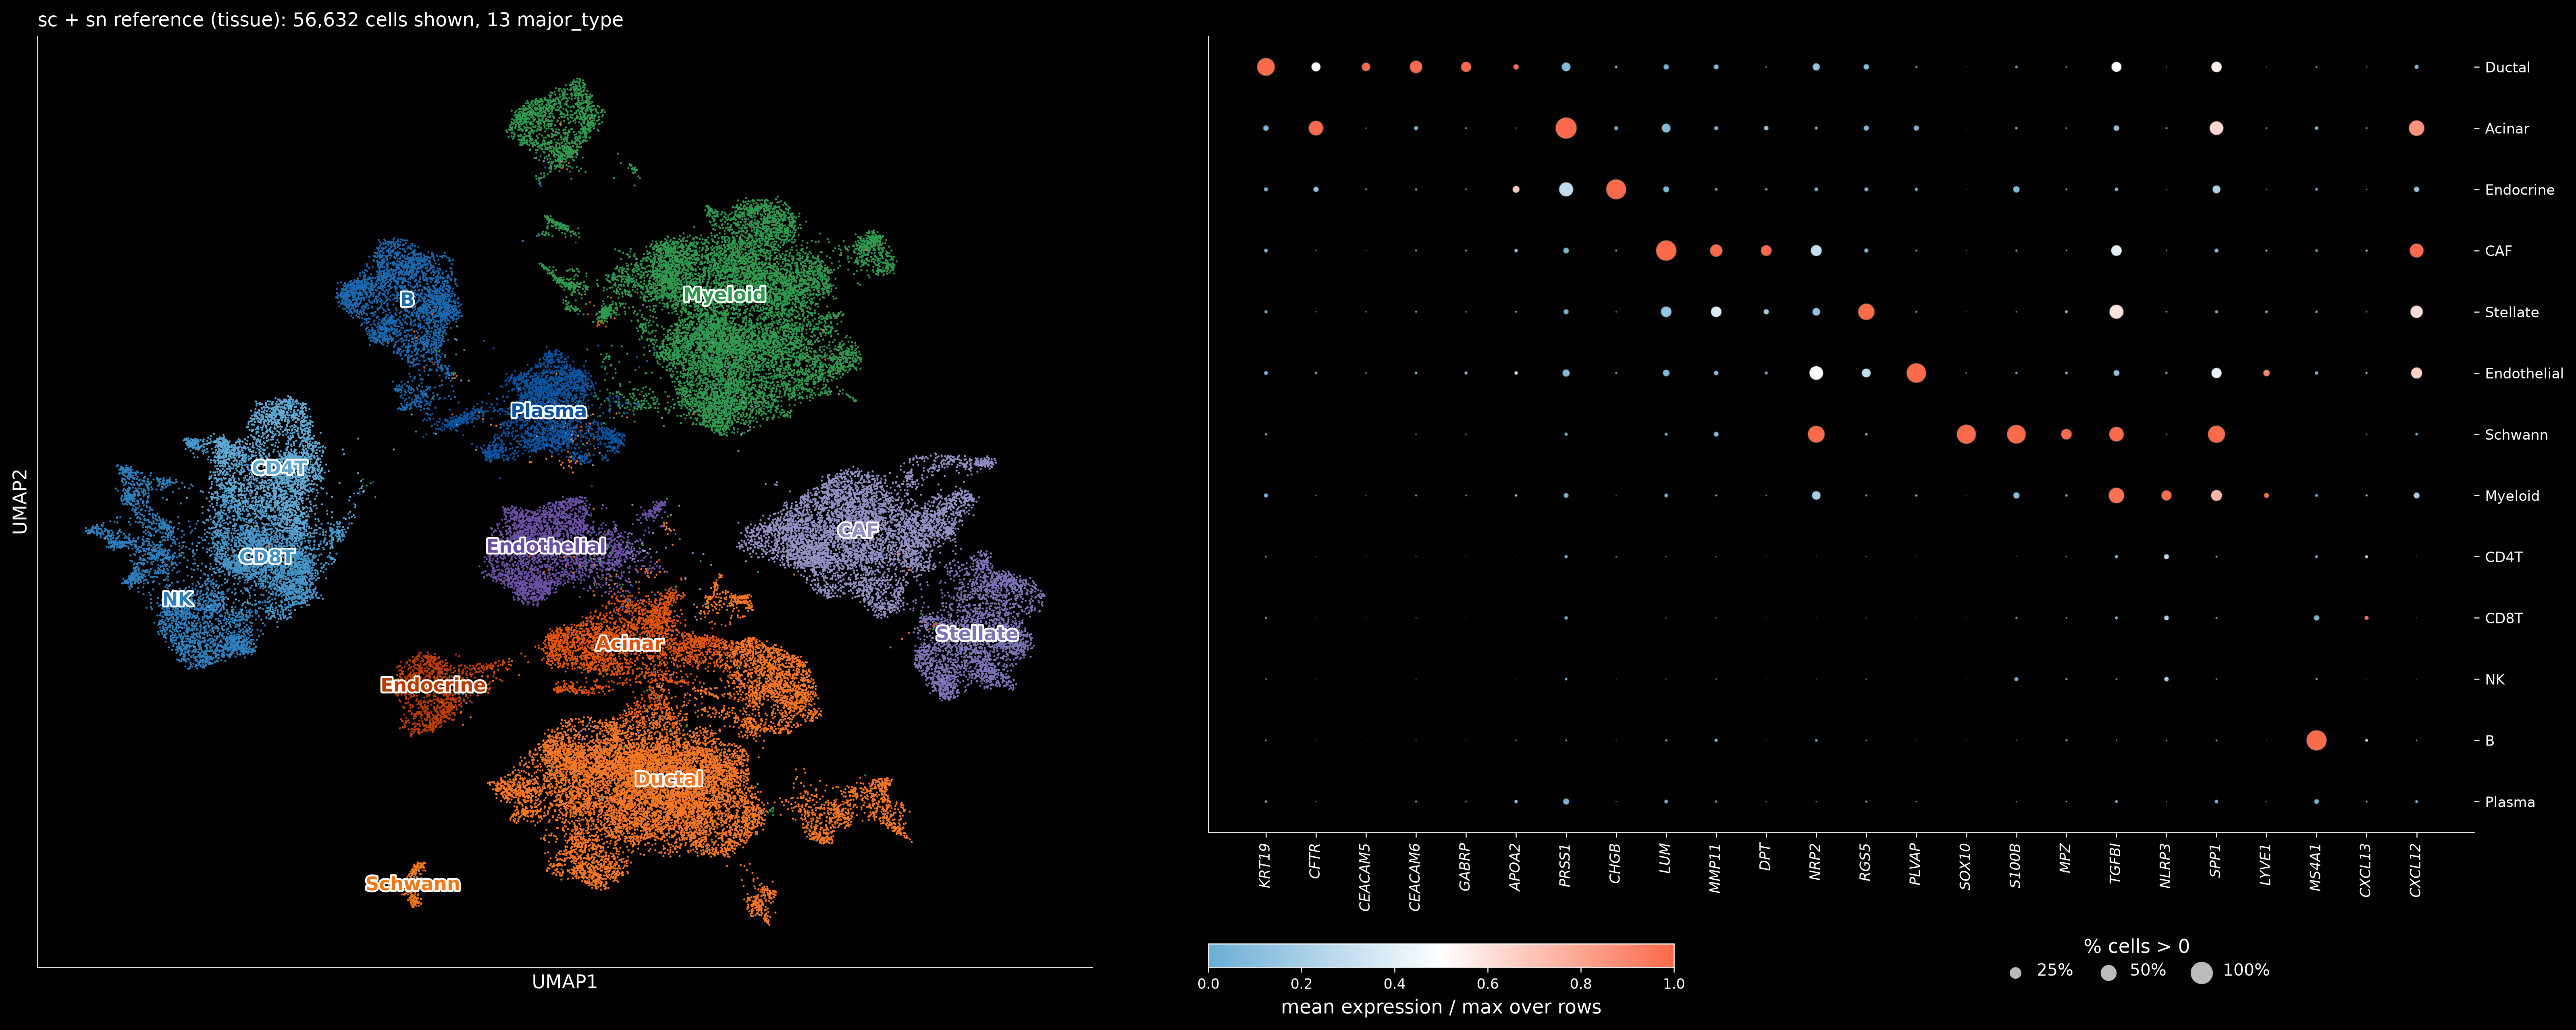 sc + sn reference (tissue): 56,632 cells shown, 13 major_type
Myeloid
B
Plasma
CD4T
CAF
Endothelial
CD8T
NK
Stellate
Acinar
Endocrine
Ductal
Schwann
UMAP2
UMAP1
Ductal
Acinar
Endocrine
CAF
Stellate
Endothelial
Schwann
Myeloid
CD4T
CD8T
NK
B
Plasma
KRT19
CFTR
CEACAM5
CEACAM6
GABRP
APOA2
PRSS1
CHGB
LUM
MMP11
DPT
NRP2
RGS5
PLVAP
SOX10
S100B
MPZ
TGFBI
NLRP3
SPP1
LYVE1
MS4A1
CXCL13
CXCL12
0.0 0.2 0.4 0.6 0.8 1.0
mean expression / max over rows
% cells > 0
25% 50% 100%